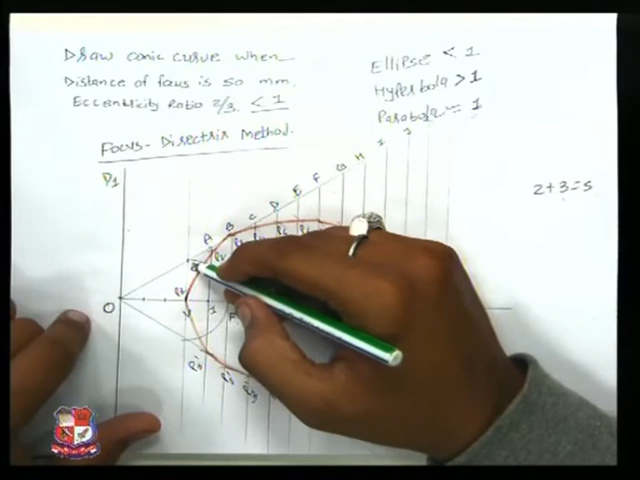 Draw conic curve when
Distance of focus is 50 mm.
Eccentricity Ratio 2/3. < 1
Focus- Directrix Method.
Ellipse < 1
Hyperbola > 1
Parabola = 1
2+3=5
D1
A B C D E F G H I J
O
V
1
F